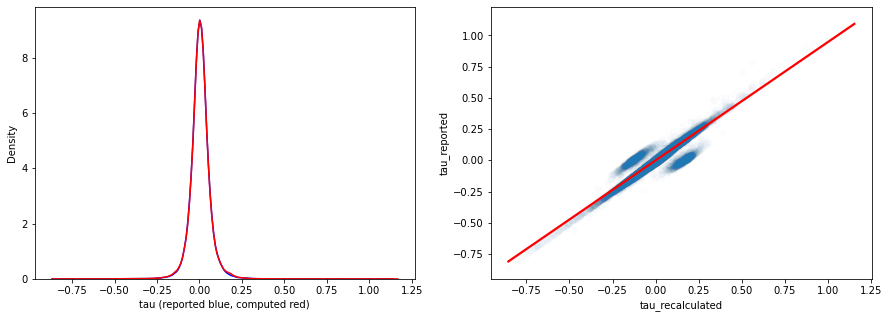 8
6
4
2
0
Density
−0.75 −0.50 −0.25 0.00 0.25 0.50 0.75 1.00 1.25
tau (reported blue, computed red)
1.00
0.75
0.50
0.25
0.00
−0.25
−0.50
−0.75
tau_reported
−0.75 −0.50 −0.25 0.00 0.25 0.50 0.75 1.00 1.25
tau_recalculated